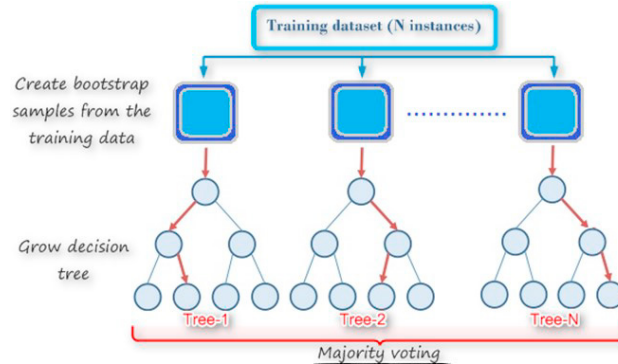 Training dataset (N instances)
Create bootstrap
samples from the
training data
Grow decision
tree
Tree-1
Tree-2
Tree-N
Majority voting